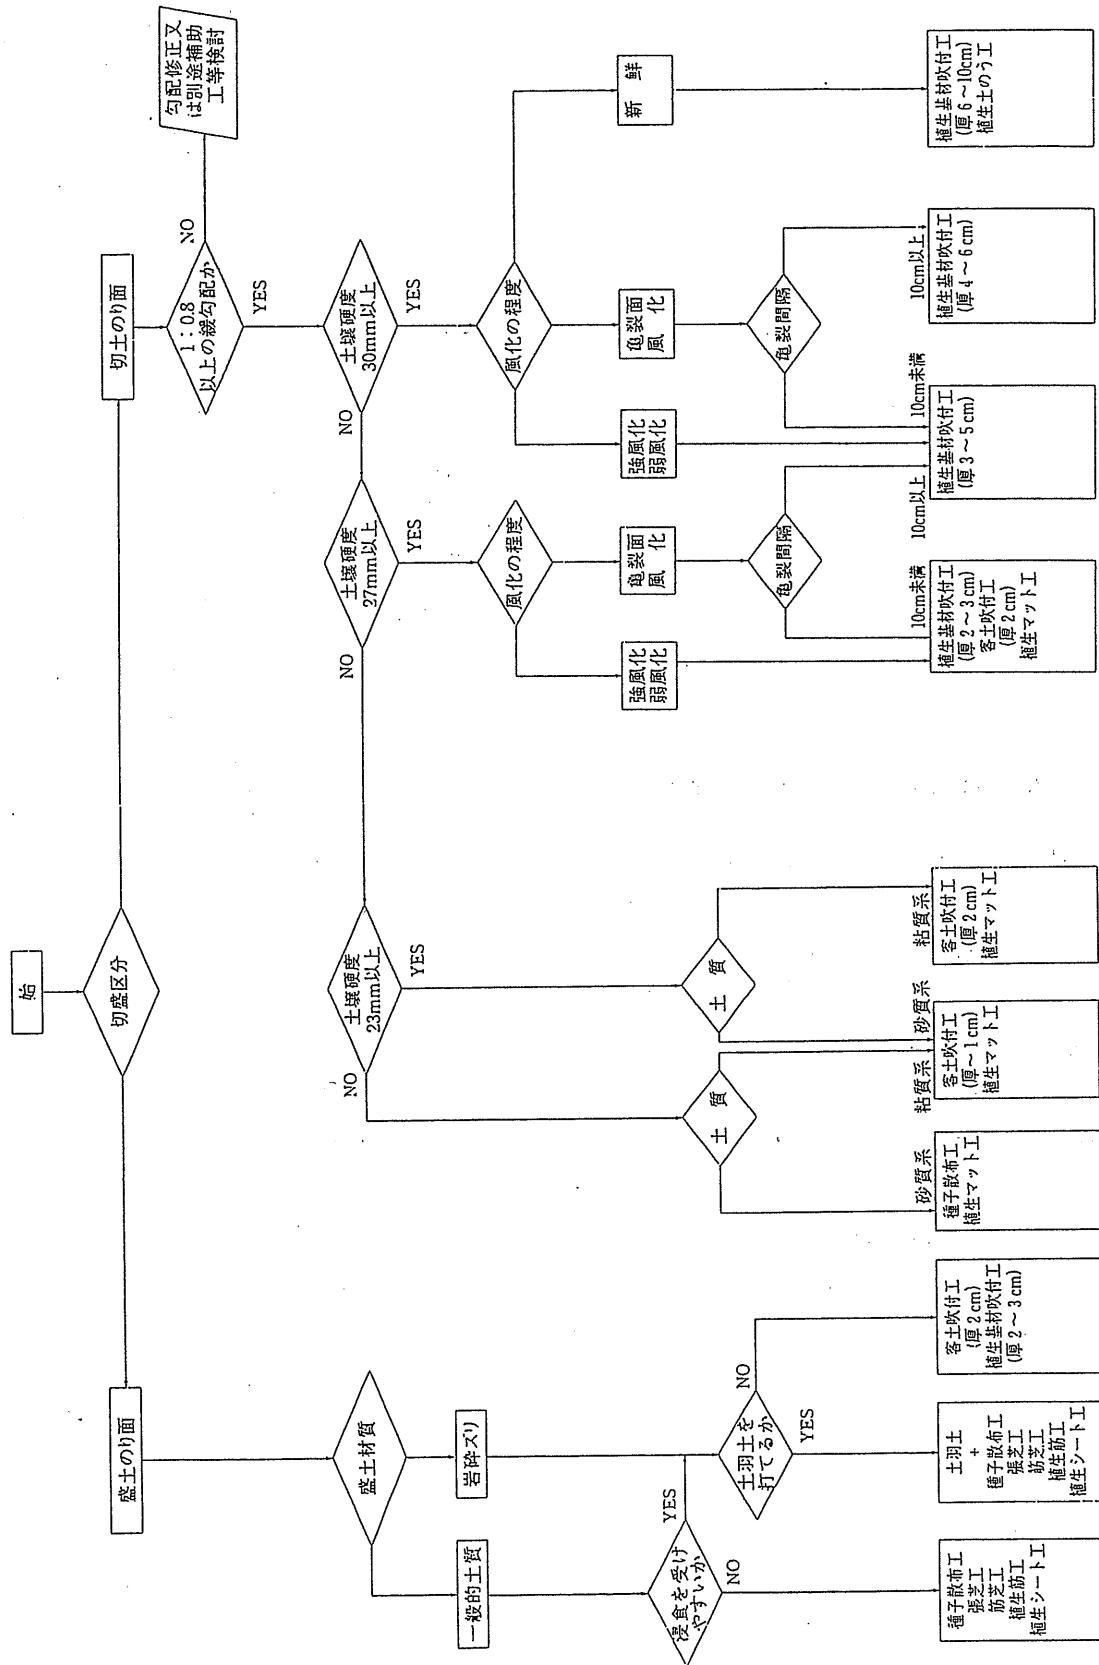 始
切盛区分
盛土のり面
切土のり面
1:0.8
以上の緩勾配か
NO
勾配修正又
は別途補助
工等検討
YES
盛土材質
土壌硬度
23mm以上
NO
土壌硬度
27mm以上
NO
土壌硬度
30mm以上
YES
YES
YES
NO
一般的土質
岩砕ズリ
風化の程度
風化の程度
浸食を受け
やすいか
YES
NO
土羽土を
打てるか
NO
YES
土質
土質
強風化
弱風化
亀裂面
風化
強風化
弱風化
亀裂面
風化
新鮮
亀裂間隔
亀裂間隔
砂質系
粘質系
砂質系
粘質系
10cm未満
10cm以上
10cm未満
10cm以上
種子散布工
張芝工
筋芝工
植生筋工
植生シート工
土羽土
+
種子散布工
張芝工
筋芝工
植生筋工
植生シート工
客土吹付工
(厚2cm)
植生基材吹付工
(厚2~3cm)
種子散布工
植生マット工
客土吹付工
(厚~1cm)
植生マット工
客土吹付工
(厚2cm)
植生マット工
植生基材吹付工
(厚2~3cm)
客土吹付工
(厚2cm)
植生マット工
植生基材吹付工
(厚3~5cm)
植生基材吹付工
(厚4~6cm)
植生基材吹付工
(厚6~10cm)
植生土のう工